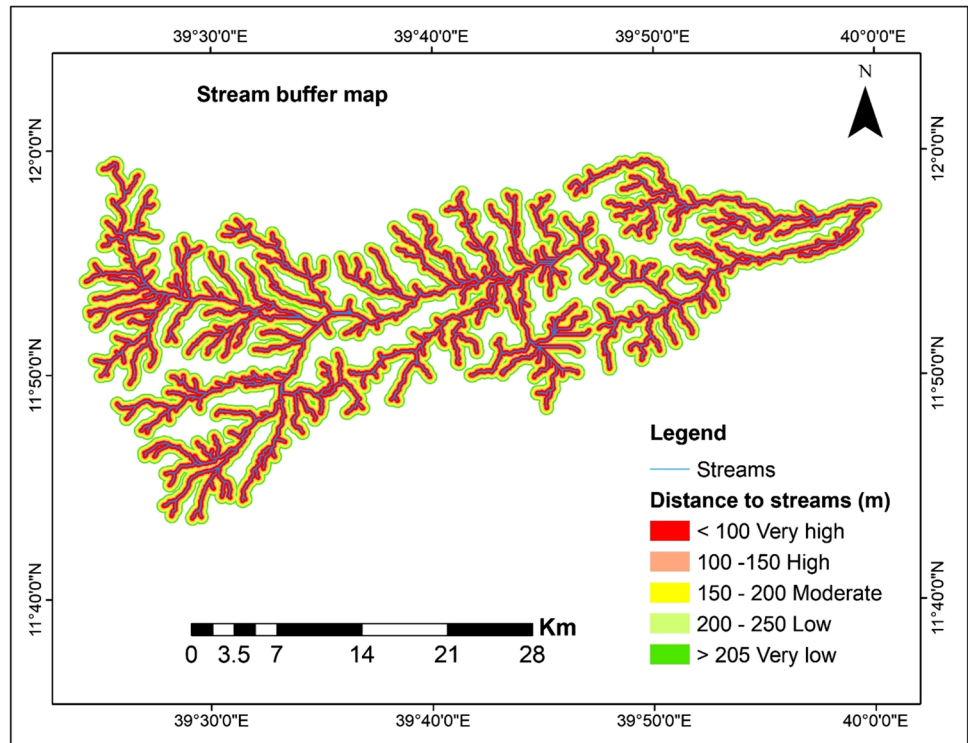 39°30'0"E 39°40'0"E 39°50'0"E 40°0'0"E
Stream buffer map
N
12°0'0"N
12°0'0"N
11°50'0"N
11°50'0"N
11°40'0"N
11°40'0"N
Legend
Streams
Distance to streams (m)
< 100 Very high
100 -150 High
150 - 200 Moderate
200 - 250 Low
> 205 Very low
Km
0 3.5 7 14 21 28
39°30'0"E 39°40'0"E 39°50'0"E 40°0'0"E